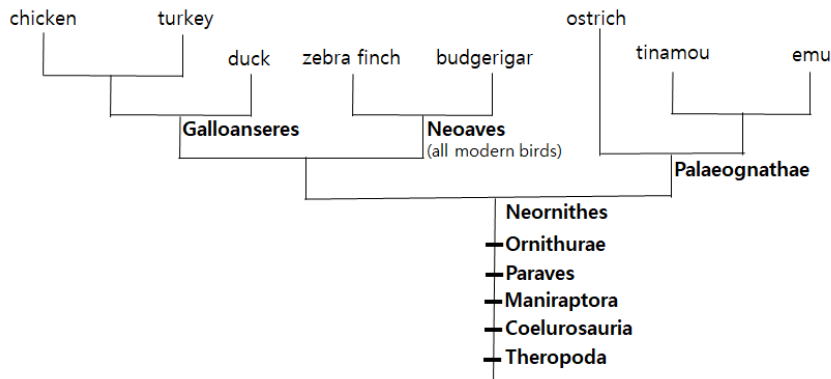 chicken
turkey
ostrich
duck
zebra finch
budgerigar
tinamou
emu
Galloanseres
Neoaves
(all modern birds)
Palaeognathae
Neornithes
Ornithurae
Paraves
Maniraptora
Coelurosauria
Theropoda